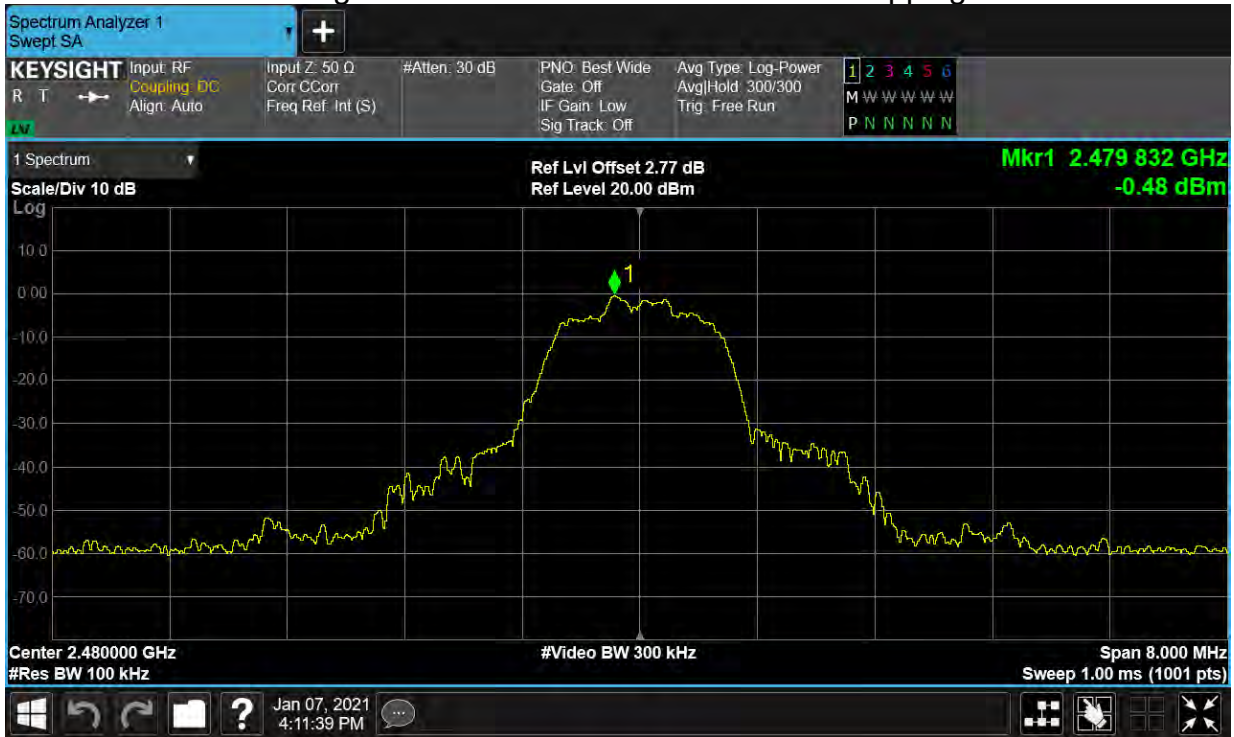 Spectrum Analyzer 1
Swept SA
+
KEYSIGHT
R T
LNI
Input: RF
Coupling: DC
Align: Auto
Input Z: 50 Ω
Corr CCorr
Freq Ref: Int (S)
#Atten: 30 dB
PNO: Best Wide
Gate: Off
IF Gain: Low
Sig Track: Off
Avg Type: Log-Power
Avg|Hold: 300/300
Trig: Free Run
1 2 3 4 5 6
M W W W W W W
P N N N N N N
1 Spectrum
Scale/Div 10 dB
Ref Lvl Offset 2.77 dB
Ref Level 20.00 dBm
Mkr1 2.479 832 GHz
-0.48 dBm
Log
10.0
0.00
-10.0
-20.0
-30.0
-40.0
-50.0
-60.0
-70.0
1
Center 2.480000 GHz
#Res BW 100 kHz
#Video BW 300 kHz
Span 8.000 MHz
Sweep 1.00 ms (1001 pts)
?
Jan 07, 2021
4:11:39 PM